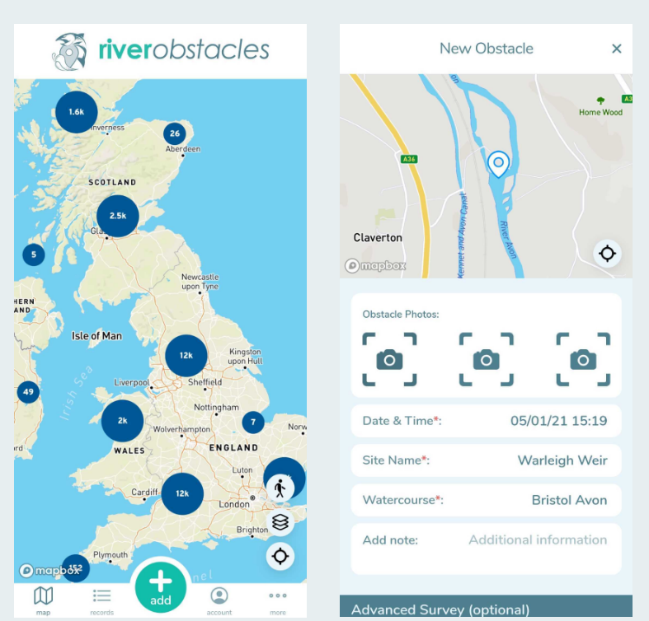 riverobstacles
1.6k
Inverness
26
Aberdeen
SCOTLAND
2.5k
5
Newcastle
upon Tyne
Isle of Man
12k
Kingston
upon Hull
Irish Sea
Liverpool
Sheffield
49
Nottingham
2k
7
Wolverhampton
WALES
ENGLAND
Luton
Cardiff
12k
London
Brighton
Plymouth
152
mapbox
add
map
records
account
more
New Obstacle
×
Home Wood
A36
Claverton
Kennet and Avon Canal
River Avon
mapbox
Obstacle Photos:
Date & Time*: 05/01/21 15:19
Site Name*: Warleigh Weir
Watercourse*: Bristol Avon
Add note: Additional information
Advanced Survey (optional)